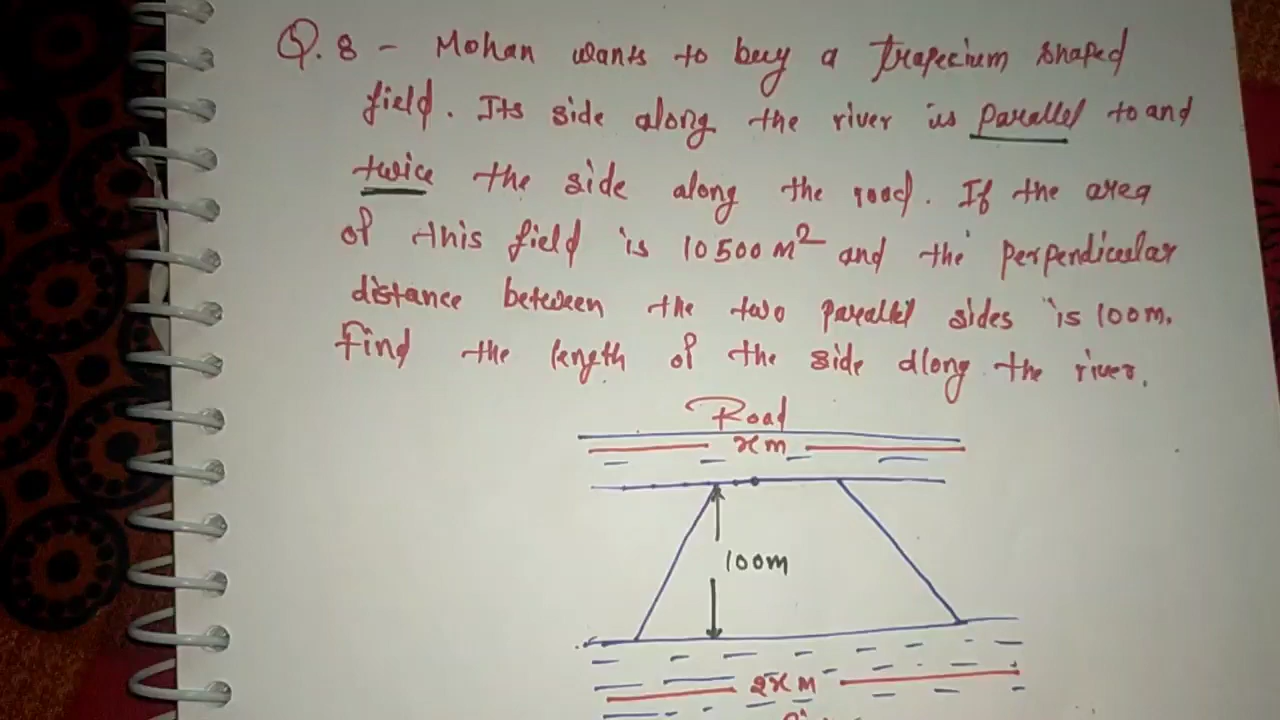 Q.8 - Mohan wants to buy a trapecium shaped
field. Its side along the river is parallel to and
twice the side along the road. If the area
of this field is 10500 m² and the perpendicular
distance between the two parallel sides is 100m.
Find the length of the side along the river.
Road
x m
100m
2x m